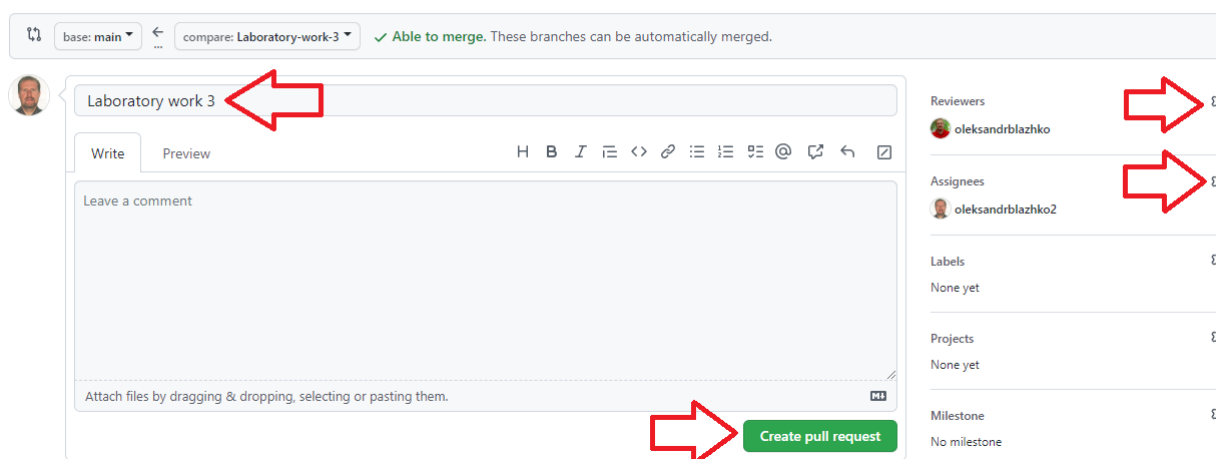 base: main
compare: Laboratory-work-3
Able to merge. These branches can be automatically merged.
Laboratory work 3
Write
Preview
Leave a comment
Attach files by dragging & dropping, selecting or pasting them.
Create pull request
Reviewers
oleksandrblazhko
Assignees
oleksandrblazhko2
Labels
None yet
Projects
None yet
Milestone
No milestone